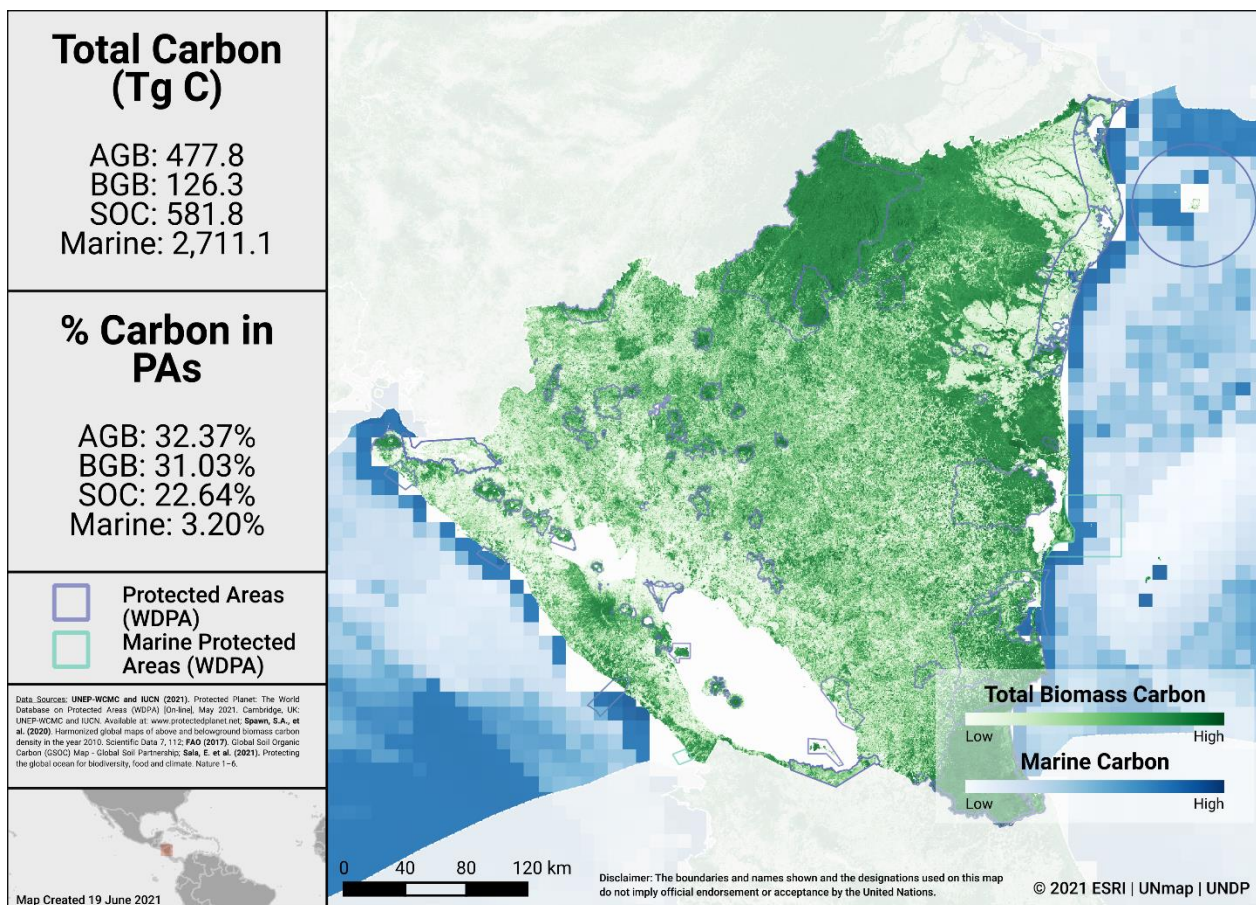 Total Carbon
(Tg C)
AGB: 477.8
BGB: 126.3
SOC: 581.8
Marine: 2,711.1
% Carbon in
PAs
AGB: 32.37%
BGB: 31.03%
SOC: 22.64%
Marine: 3.20%
Protected Areas
(WDPA)
Marine Protected
Areas (WDPA)
Data Sources: UNEP-WCMC and IUCN (2021). Protected Planet: The World
Database on Protected Areas (WDPA) [On-line], May 2021. Cambridge, UK:
UNEP-WCMC and IUCN. Available at: www.protectedplanet.net; Spawn, S.A., et
al. (2020). Harmonized global maps of above and belowground biomass carbon
density in the year 2010. Scientific Data 7, 112; FAO (2017). Global Soil Organic
Carbon (GSOC) Map - Global Soil Partnership; Sala, E. et al. (2021). Protecting
the global ocean for biodiversity, food and climate. Nature 1–6.
Map Created 19 June 2021
Total Biomass Carbon
Low High
Marine Carbon
Low High
0 40 80 120 km
Disclaimer: The boundaries and names shown and the designations used on this map
do not imply official endorsement or acceptance by the United Nations.
© 2021 ESRI | UNmap | UNDP